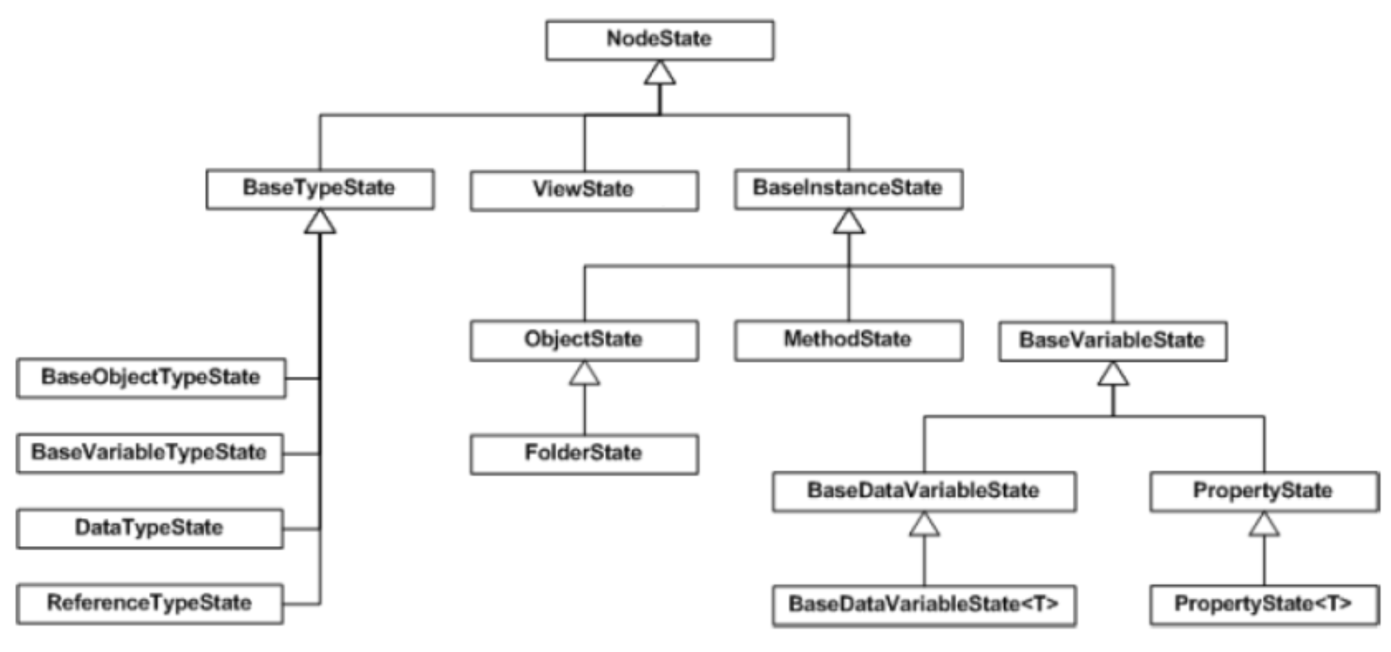 NodeState
BaseTypeState
ViewState
BaseInstanceState
ObjectState
MethodState
BaseVariableState
BaseObjectTypeState
BaseVariableTypeState
FolderState
BaseDataVariableState
PropertyState
DataTypeState
ReferenceTypeState
BaseDataVariableState<T>
PropertyState<T>